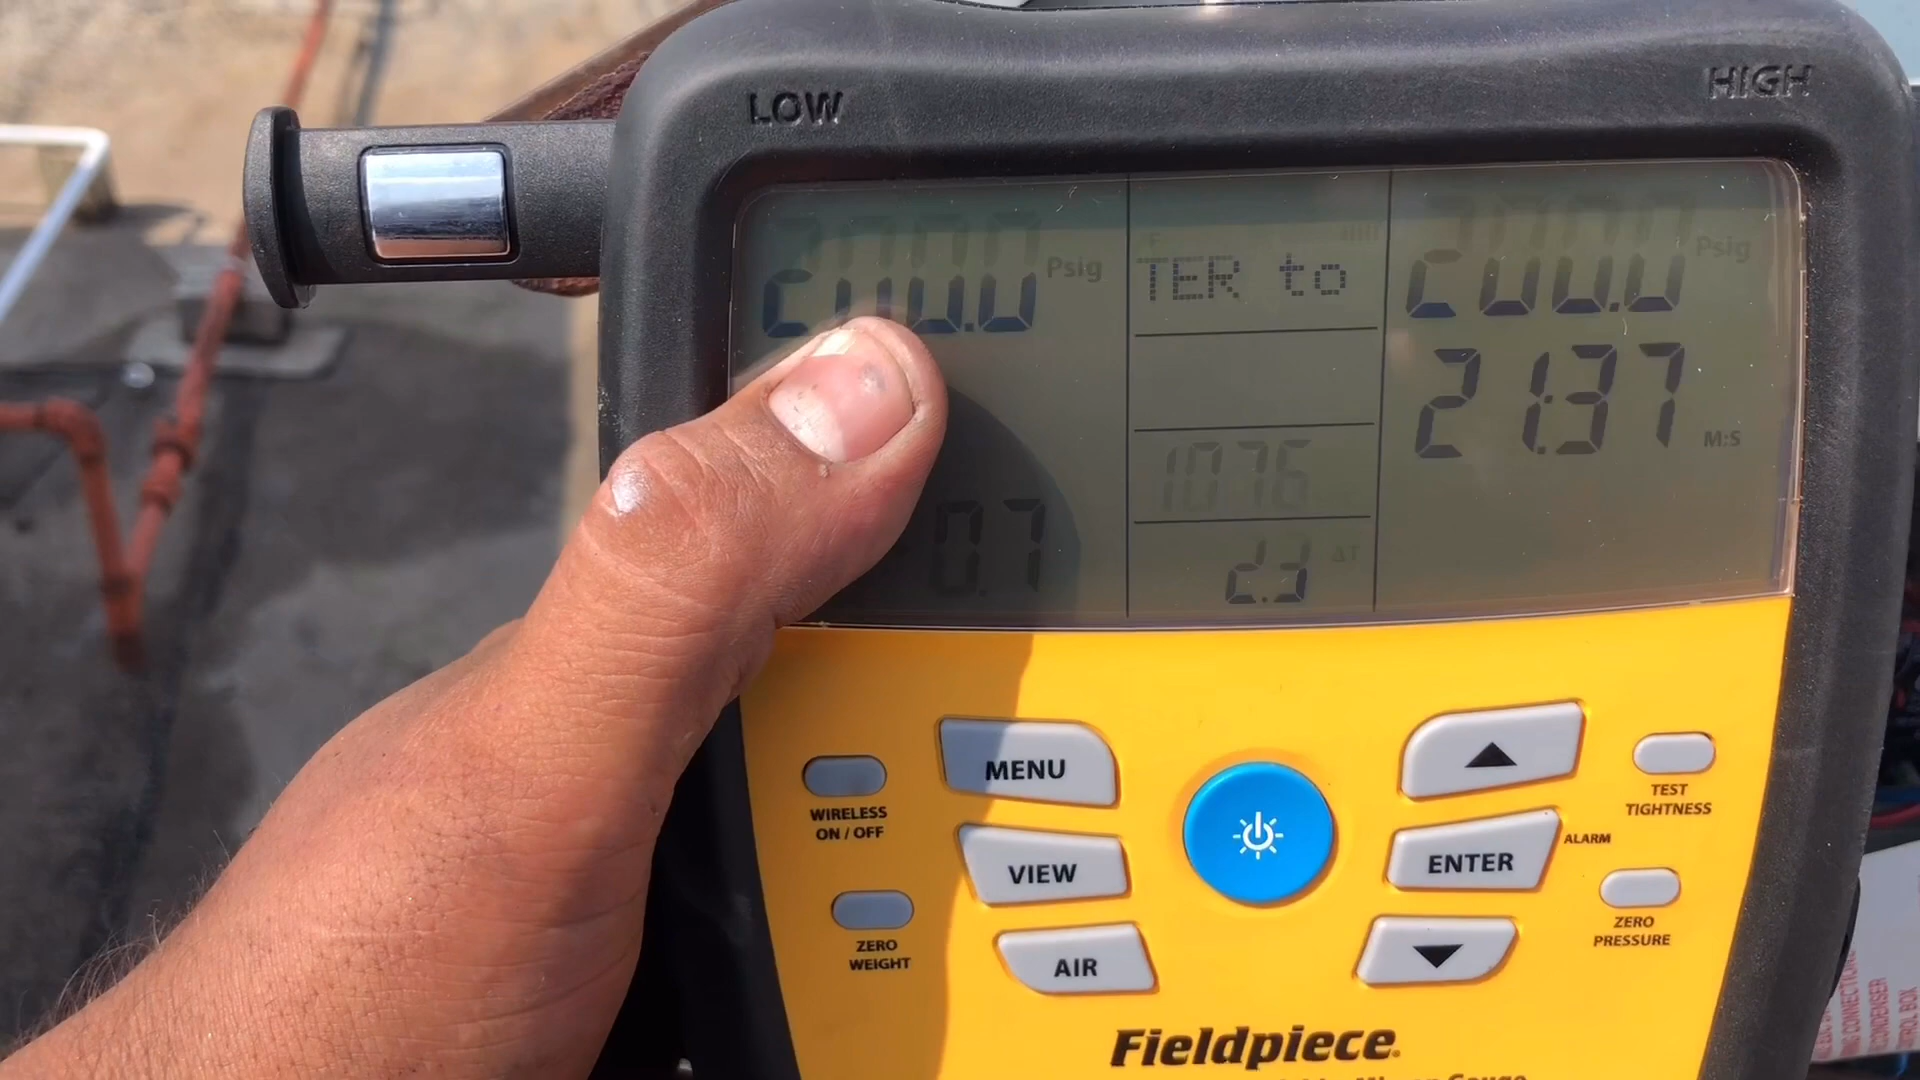 LOW
HIGH
Psig
TER to
Psig
21:37
M:S
1076
0.7
2.3
ΔT
MENU
WIRELESS
ON / OFF
VIEW
ZERO
WEIGHT
AIR
TEST
TIGHTNESS
ENTER
ALARM
ZERO
PRESSURE
Fieldpiece